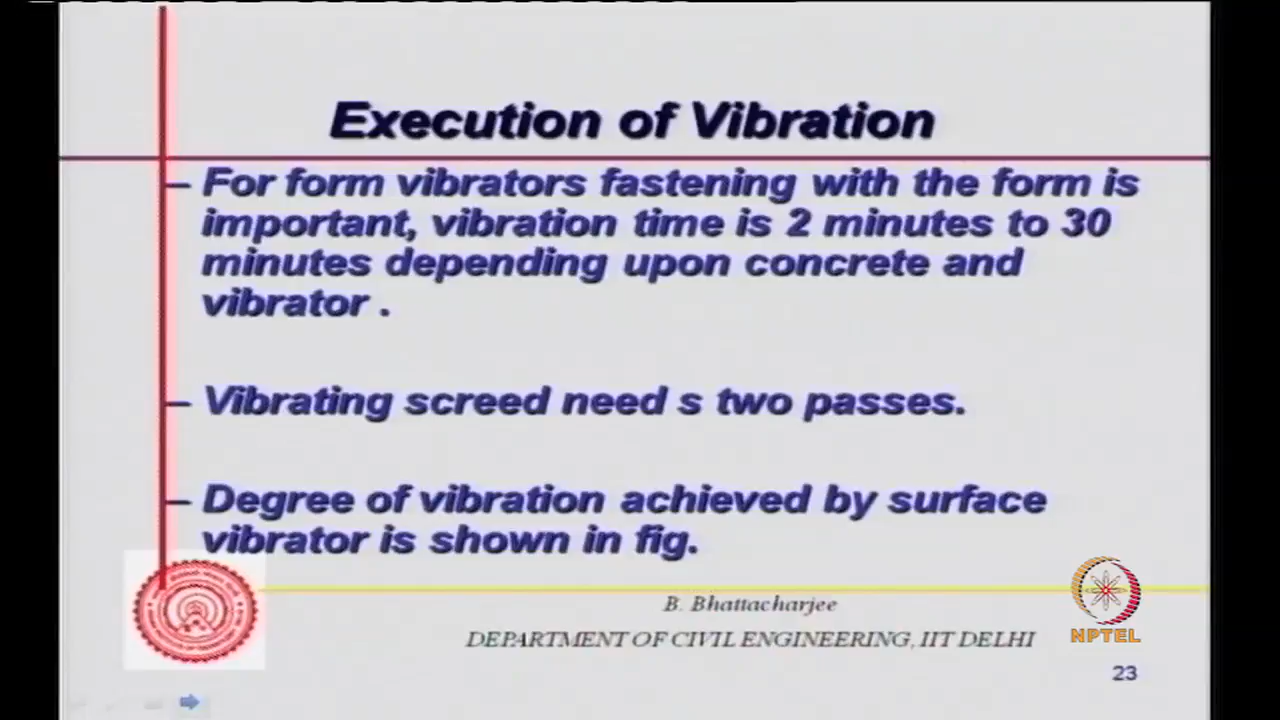 Execution of Vibration
– For form vibrators fastening with the form is
important, vibration time is 2 minutes to 30
minutes depending upon concrete and
vibrator .
– Vibrating screed need s two passes.
– Degree of vibration achieved by surface
vibrator is shown in fig.
B. Bhattacharjee
DEPARTMENT OF CIVIL ENGINEERING, IIT DELHI
NPTEL
23